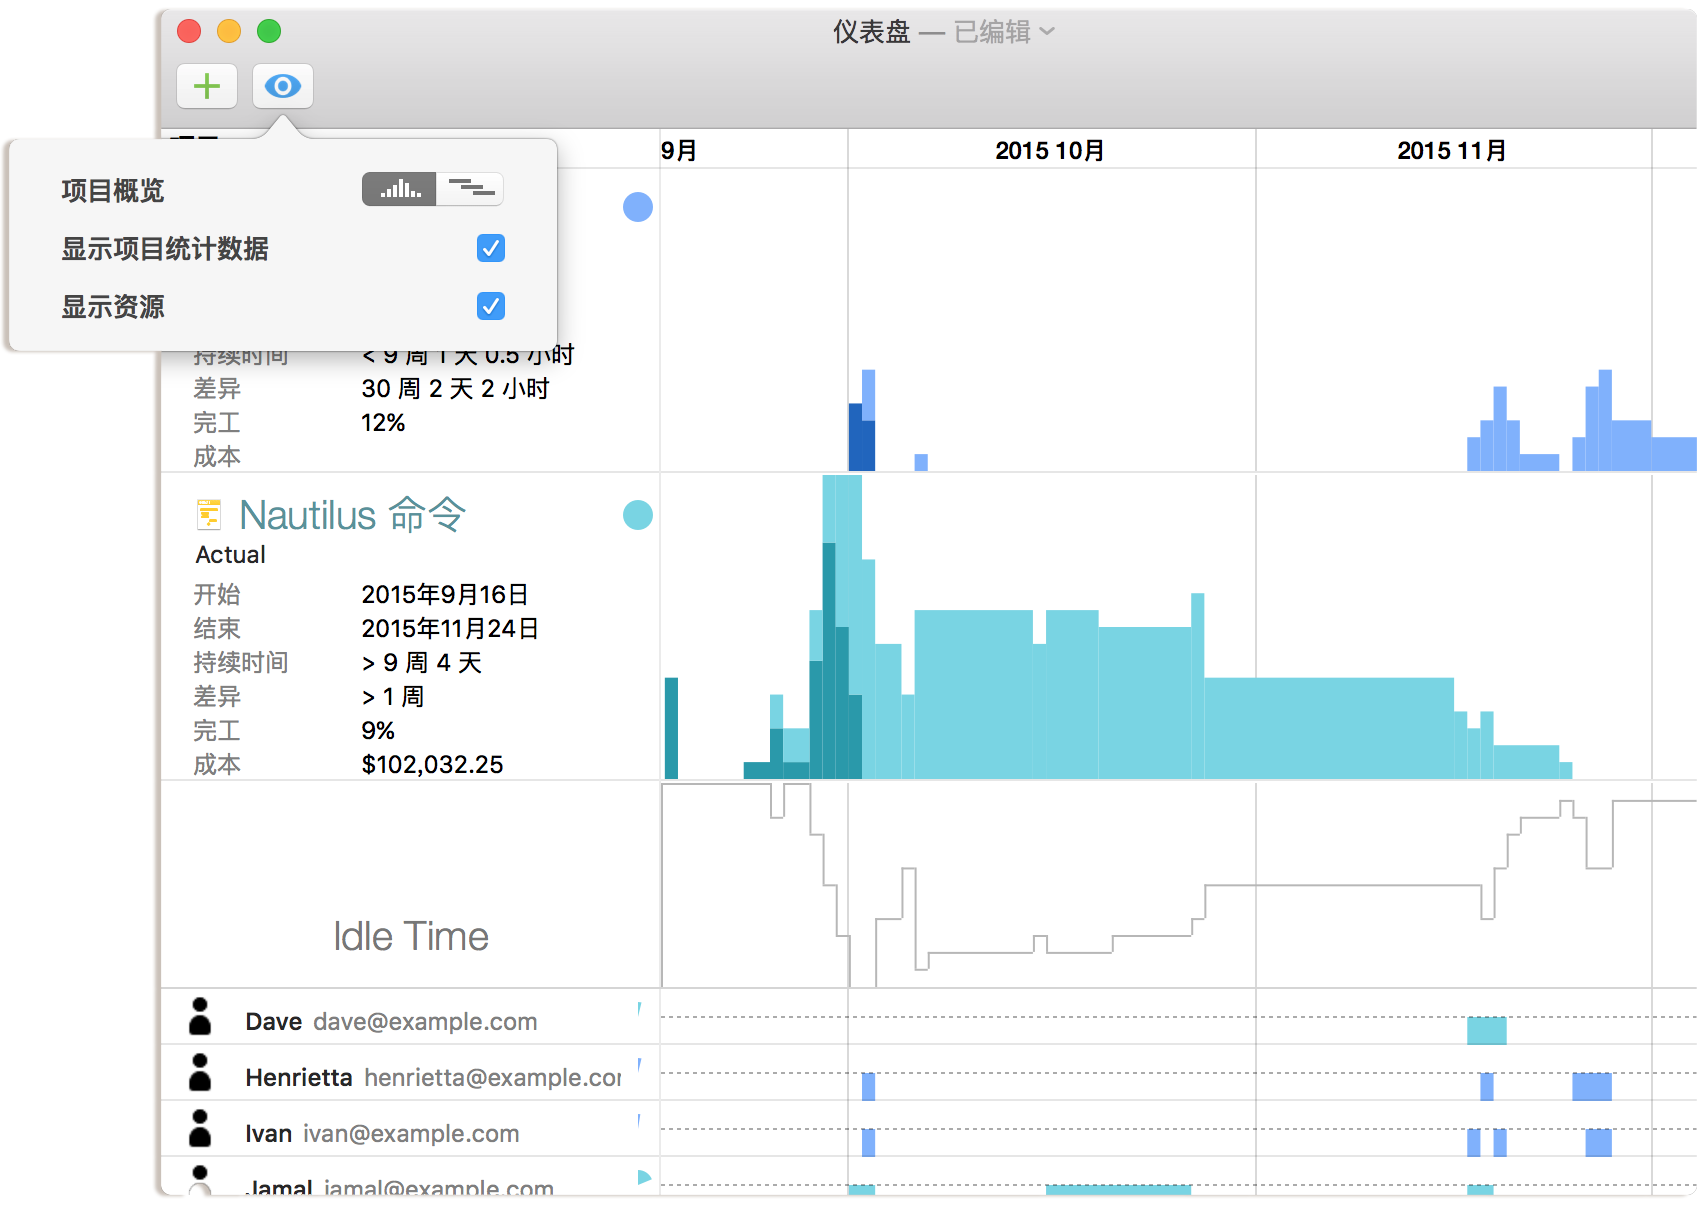 仪表盘 — 已编辑
9月
2015 10月
2015 11月
项目概览
显示项目统计数据
显示资源
持续时间 < 9 周 1 天 0.5 小时
差异 30 周 2 天 2 小时
完工 12%
成本
Nautilus 命令
Actual
开始 2015年9月16日
结束 2015年11月24日
持续时间 > 9 周 4 天
差异 > 1 周
完工 9%
成本 $102,032.25
Idle Time
Dave dave@example.com
Henrietta henrietta@example.cor
Ivan ivan@example.com
Jamal jamal@example.com